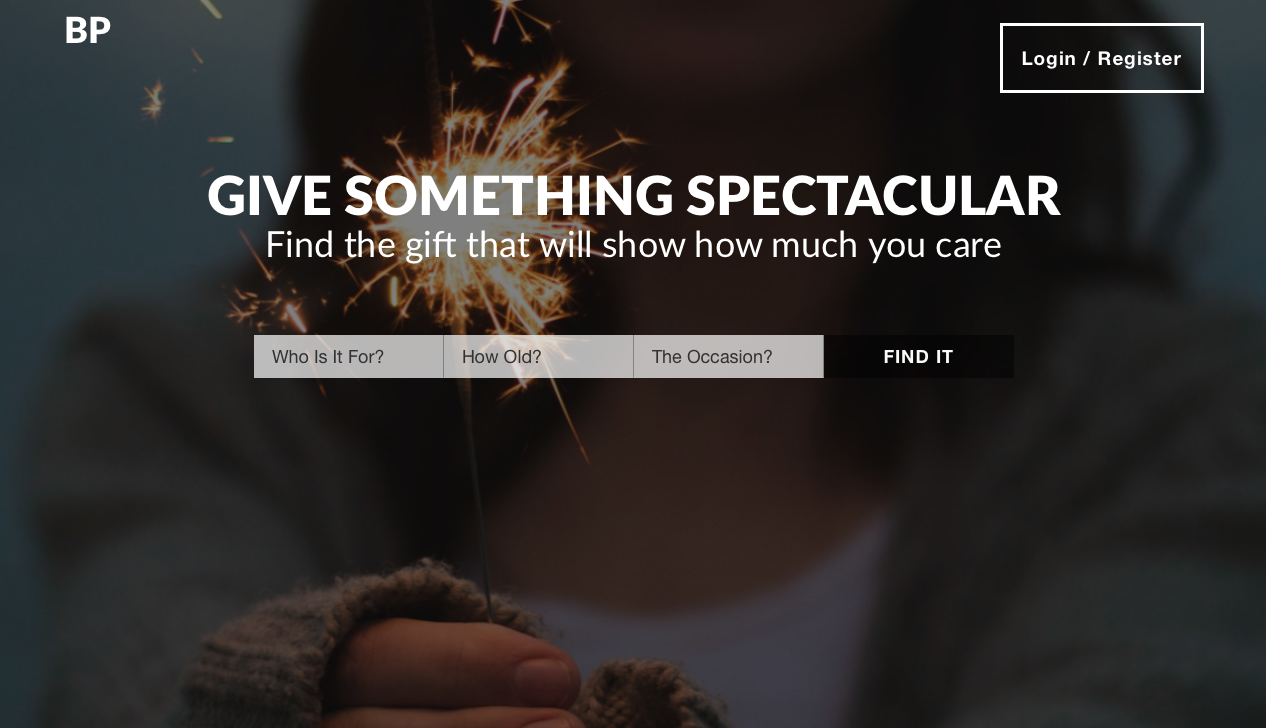 BP
Login / Register
GIVE SOMETHING SPECTACULAR
Find the gift that will show how much you care
Who Is It For?
How Old?
The Occasion?
FIND IT